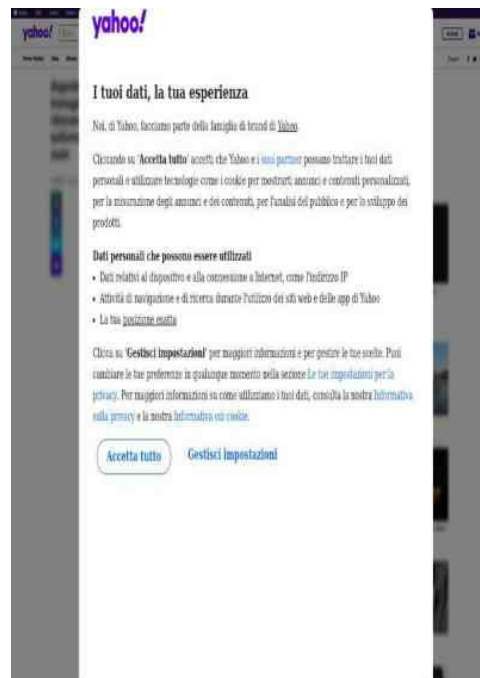 yahoo!
yahoo!
I tuoi dati, la tua esperienza
Noi, di Yahoo, facciamo parte della famiglia di brand di Yahoo.
Cliccando su "Accetta tutto" accetti che Yahoo e i suoi partner possano trattare i tuoi dati
personali e utilizzare tecnologie come i cookie per mostrarti annunci e contenuti personalizzati,
per la misurazione degli annunci e dei contenuti, per l'analisi del pubblico e per lo sviluppo dei
prodotti.
Dati personali che possono essere utilizzati
• Dati relativi al dispositivo e alla connessione a Internet, come l'indirizzo IP
• Attività di navigazione e di ricerca durante l'utilizzo dei siti web e delle app di Yahoo
• La tua posizione esatta
Clicca su "Gestisci impostazioni" per maggiori informazioni e per gestire le tue scelte. Puoi
cambiare le tue preferenze in qualunque momento nella sezione Le tue impostazioni per la
privacy. Per maggiori informazioni su come utilizziamo i tuoi dati, consulta la nostra Informativa
sulla privacy e la nostra Informativa sui cookie.
Accetta tutto
Gestisci impostazioni